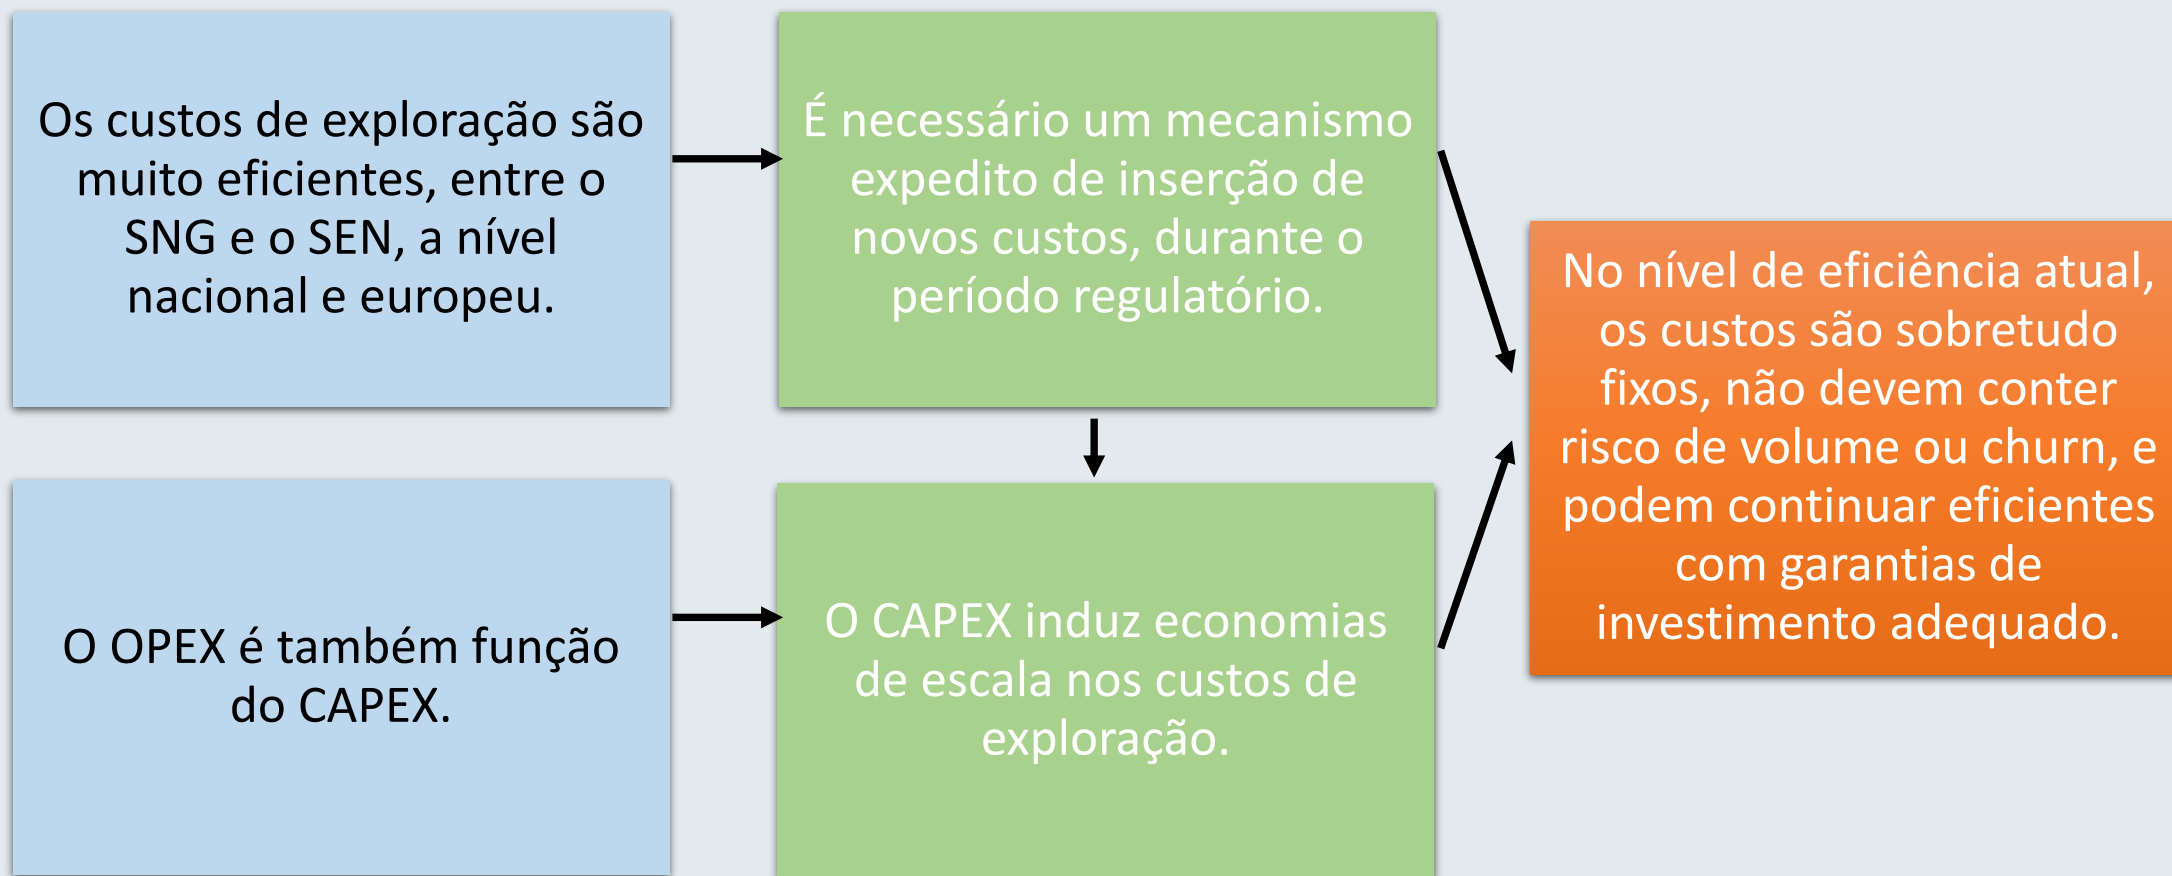 Os custos de exploração são
muito eficientes, entre o
SNG e o SEN, a nível
nacional e europeu.
É necessário um mecanismo
expedito de inserção de
novos custos, durante o
período regulatório.
No nível de eficiência atual,
os custos são sobretudo
fixos, não devem conter
risco de volume ou churn, e
podem continuar eficientes
com garantias de
investimento adequado.
O OPEX é também função
do CAPEX.
O CAPEX induz economias
de escala nos custos de
exploração.